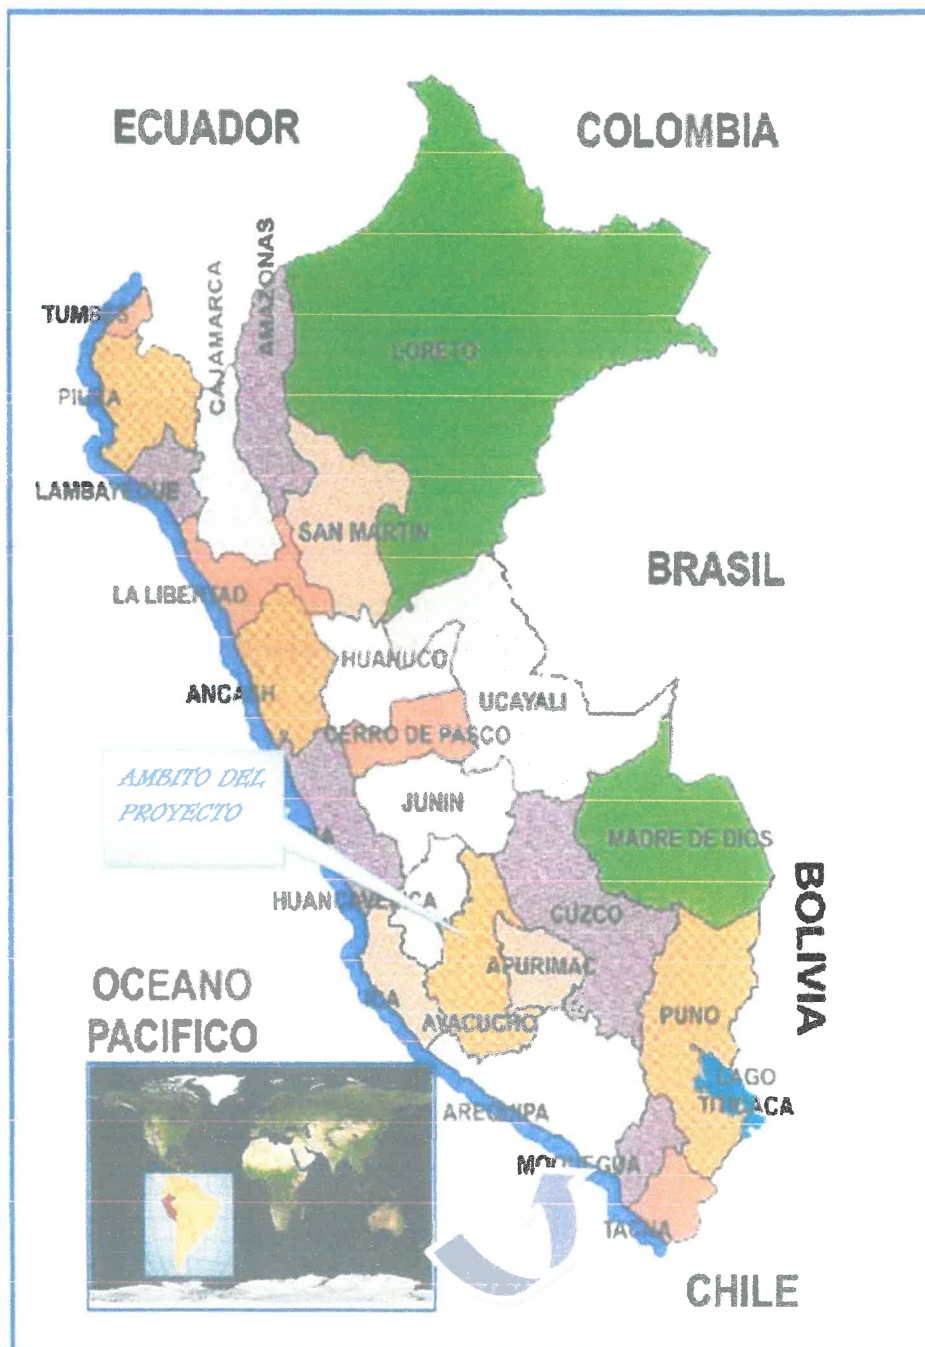 ECUADOR
COLOMBIA
CAJAMARCA
AMAZONAS
TUMBES
LORETO
PIURA
LAMBAYEQUE
SAN MARTIN
BRASIL
LA LIBERTAD
HUANUCO
ANCASH
UCAYALI
CERRO DE PASCO
AMBITO DEL
PROYECTO
JUNIN
MADRE DE DIOS
HUANCAVELICA
CUZCO
BOLIVIA
APURIMAC
OCEANO
PACIFICO
ICA
AYACUCHO
PUNO
LAGO
TITICACA
AREQUIPA
MOQUEGUA
TACNA
CHILE